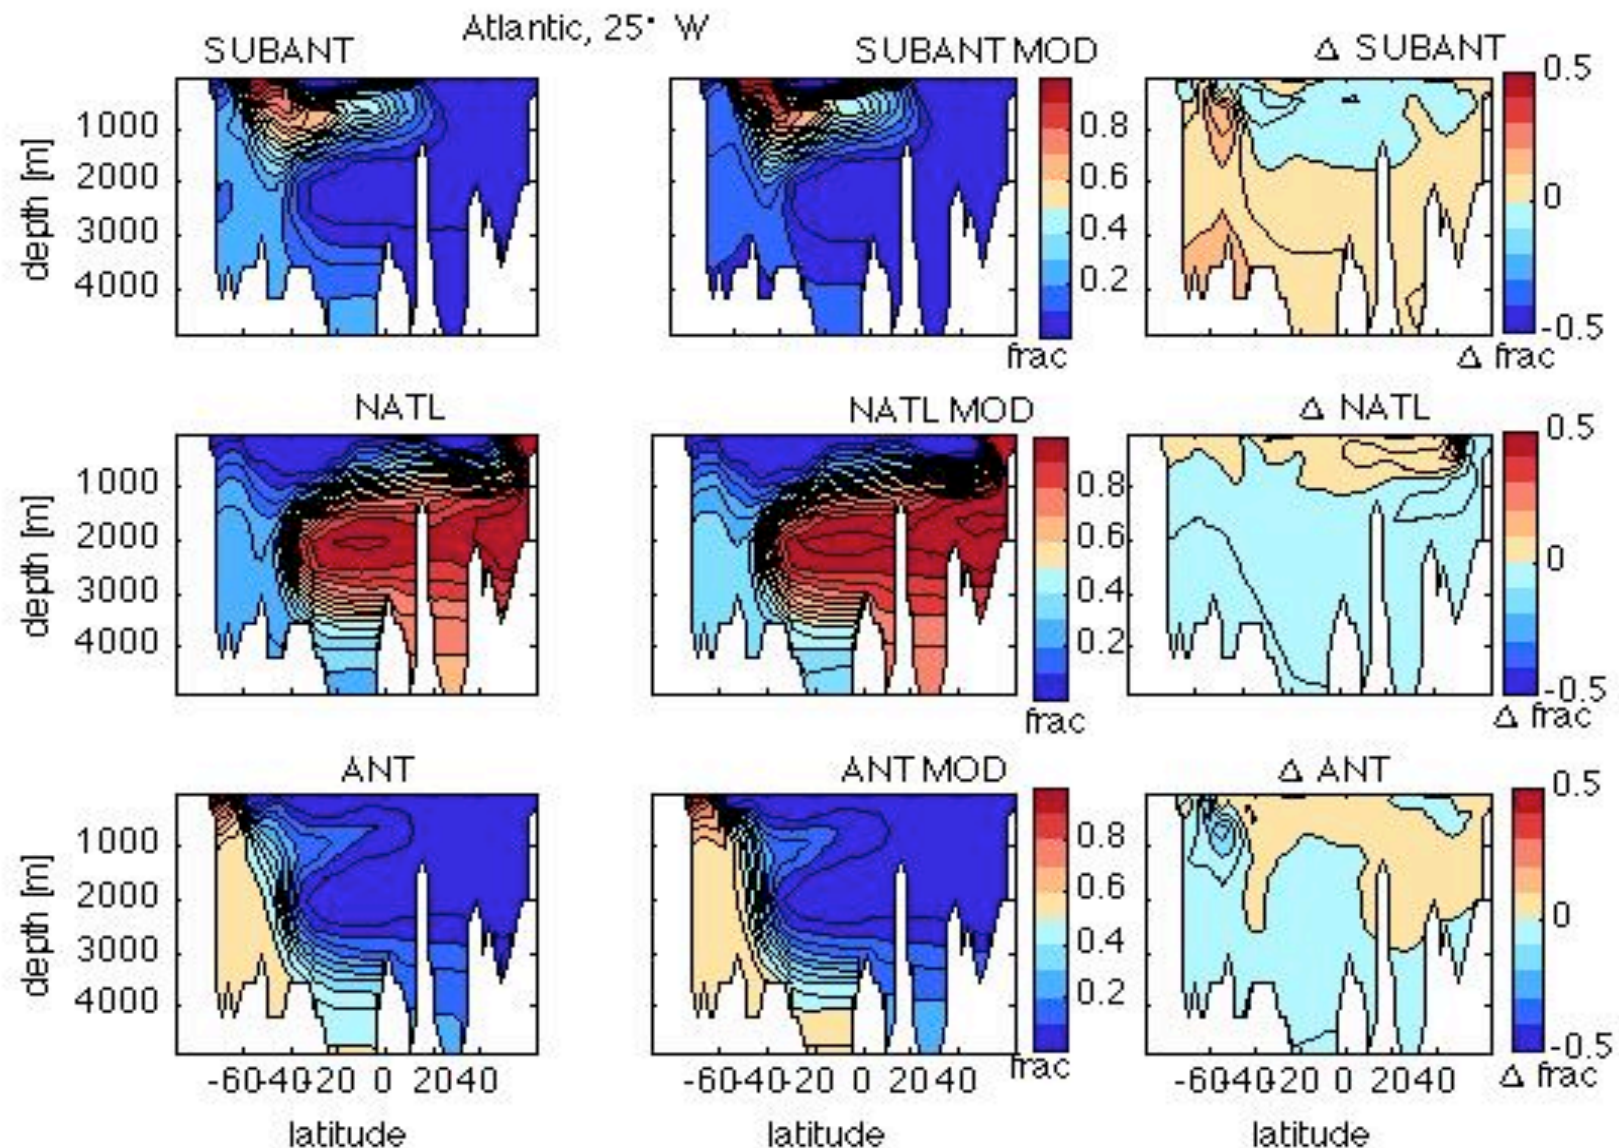 Atlantic, 25° W
SUBANT
SUBANT MOD
Δ SUBANT
depth [m]
1000
2000
3000
4000
0.8
0.6
0.4
0.2
frac
0.5
0
-0.5
Δ frac
NATL
NATL MOD
Δ NATL
depth [m]
1000
2000
3000
4000
0.8
0.6
0.4
0.2
frac
0.5
0
-0.5
Δ frac
ANT
ANT MOD
Δ ANT
depth [m]
1000
2000
3000
4000
0.8
0.6
0.4
0.2
frac
0.5
0
-0.5
Δ frac
-60-40-20 0 2040
-60-40-20 0 2040
-60-40-20 0 2040
latitude
latitude
latitude